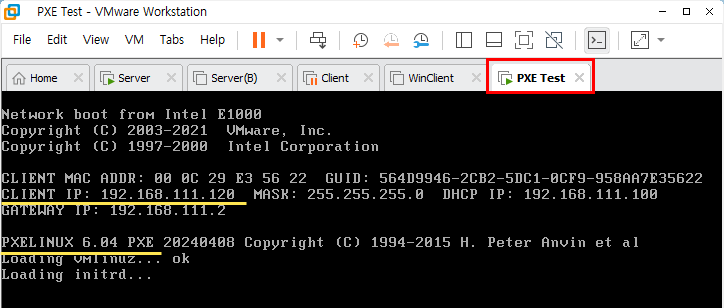 PXE Test - VMware Workstation
File Edit View VM Tabs Help
Home Server Server(B) Client WinClient PXE Test
Network boot from Intel E1000
Copyright (C) 2003-2021 VMware, Inc.
Copyright (C) 1997-2000 Intel Corporation
CLIENT MAC ADDR: 00 0C 29 E3 56 22 GUID: 564D9946-2CB2-5DC1-0CF9-958AA7E35622
CLIENT IP: 192.168.111.120 MASK: 255.255.255.0 DHCP IP: 192.168.111.100
GATEWAY IP: 192.168.111.2
PXELINUX 6.04 PXE 20240408 Copyright (C) 1994-2015 H. Peter Anvin et al
Loading vmlinuz... ok
Loading initrd...